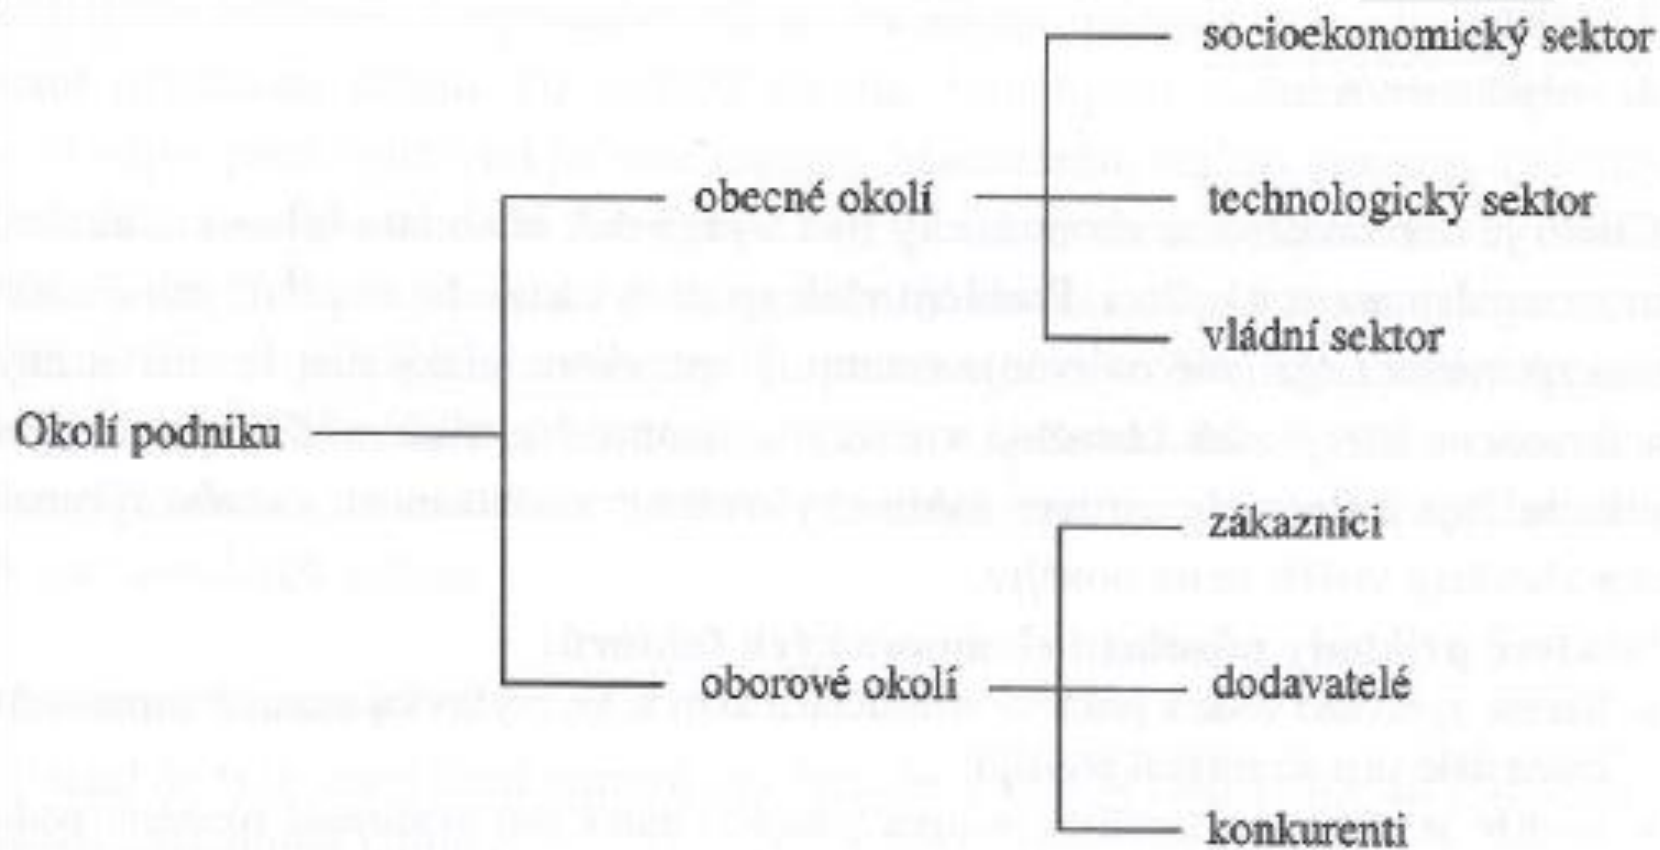 socioekonomický sektor
obecné okolí
technologický sektor
vládní sektor
Okolí podniku
zákazníci
oborové okolí
dodavatelé
konkurenti